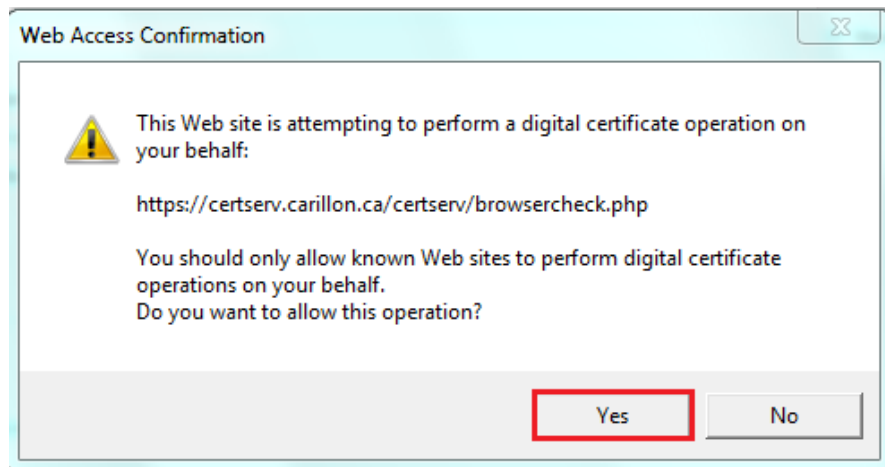 Web Access Confirmation
This Web site is attempting to perform a digital certificate operation on
your behalf:
https://certserv.carillon.ca/certserv/browsercheck.php
You should only allow known Web sites to perform digital certificate
operations on your behalf.
Do you want to allow this operation?
Yes
No